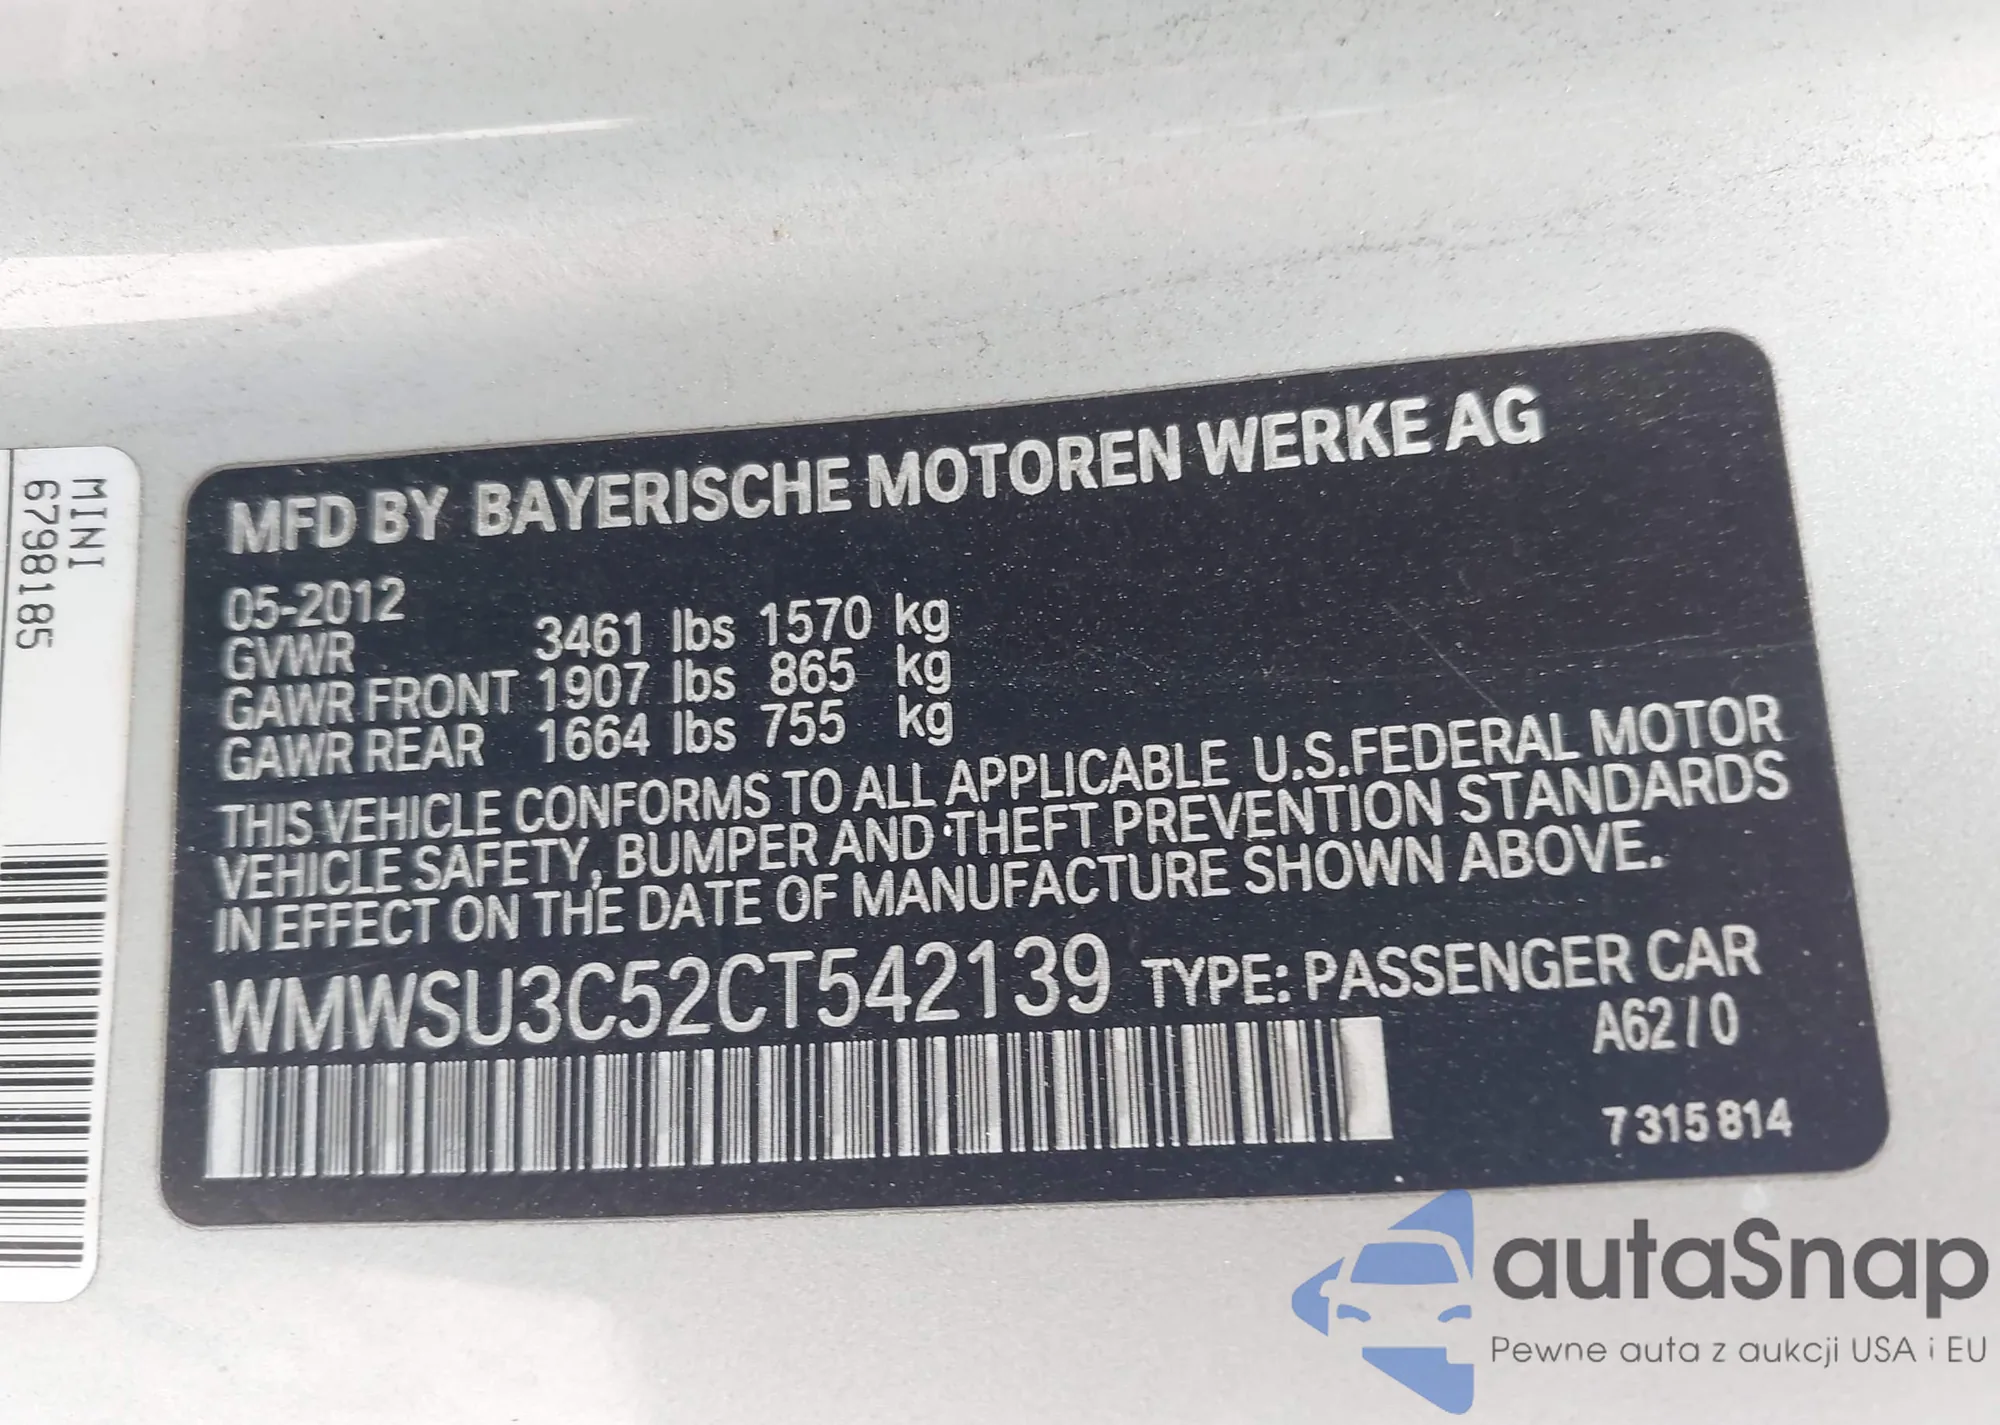 MINI
6798185
MFD BY BAYERISCHE MOTOREN WERKE AG
05-2012
GVWR 3461 lbs 1570 kg
GAWR FRONT 1907 lbs 865 kg
GAWR REAR 1664 lbs 755 kg
THIS VEHICLE CONFORMS TO ALL APPLICABLE U.S.FEDERAL MOTOR
VEHICLE SAFETY, BUMPER AND THEFT PREVENTION STANDARDS
IN EFFECT ON THE DATE OF MANUFACTURE SHOWN ABOVE.
WMWSU3C52CT542139 TYPE: PASSENGER CAR
A62/0
7315814
autaSnap
Pewne auta z aukcji USA i EU